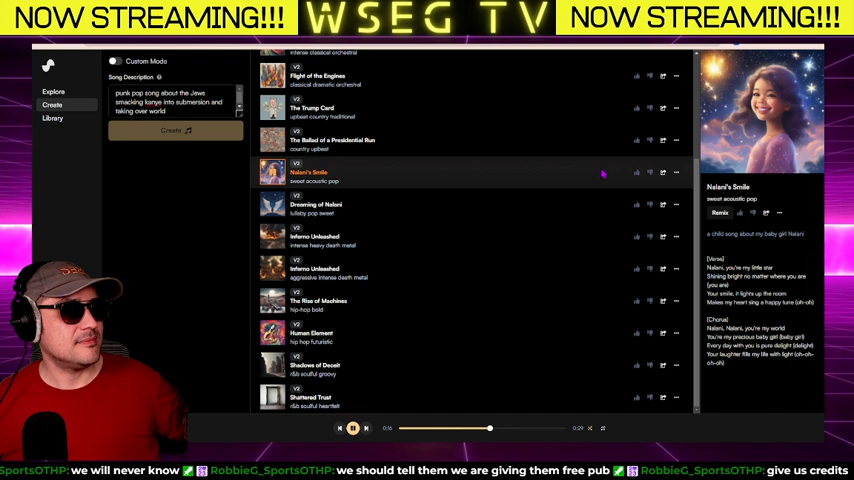 NOW STREAMING!!!
WSEG TV
NOW STREAMING!!!
Custom Mode
Song Description
punk pop song about the Jews
smacking kanye into submersion and
taking over world
Create
Explore
Create
Library
intense classical orchestral
V2
Flight of the Engines
classical dramatic orchestral
V2
The Trump Card
upbeat country traditional
V2
The Ballad of a Presidential Run
country upbeat
V2
Nalani's Smile
sweet acoustic pop
V2
Dreaming of Nalani
lullaby pop sweet
V2
Inferno Unleashed
intense heavy death metal
V2
Inferno Unleashed
aggressive intense death metal
V2
The Rise of Machines
hip-hop bold
V2
Human Element
hip hop futuristic
V2
Shadows of Deceit
r&b soulful groovy
V2
Shattered Trust
r&b soulful heartfelt
Nalani's Smile
sweet acoustic pop
Remix
a child song about my baby girl Nalani
[Verse]
Nalani, you're my little star
Shining bright no matter where you are
(you are)
Your smile, it lights up the room
Makes my heart sing a happy tune (oh-oh)
[Chorus]
Nalani, Nalani, you're my world
You're my precious baby girl (baby girl)
Every day with you is pure delight (delight)
Your laughter fills my life with light (oh-oh-
oh)
0:16
0:29
SportsOTHP: we will never know RobbieG_SportsOTHP: we should tell them we are giving them free pub RobbieG_SportsOTHP: give us credits